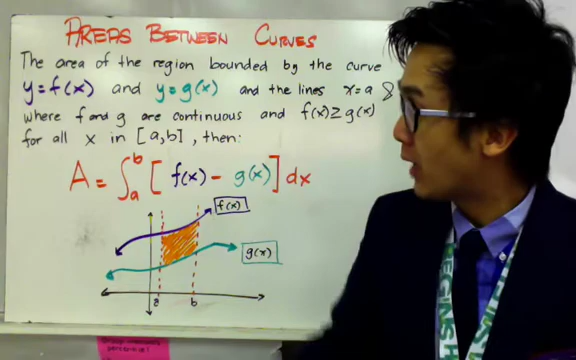 AREAS BETWEEN CURVES
The area of the region bounded by the curve
y=f(x) and y=g(x) and the lines x=a &
where f and g are continuous and f(x)≥g(x)
for all x in [a,b], then:
A = ∫ₐᵇ [f(x) - g(x)] dx
f(x)
g(x)
a b